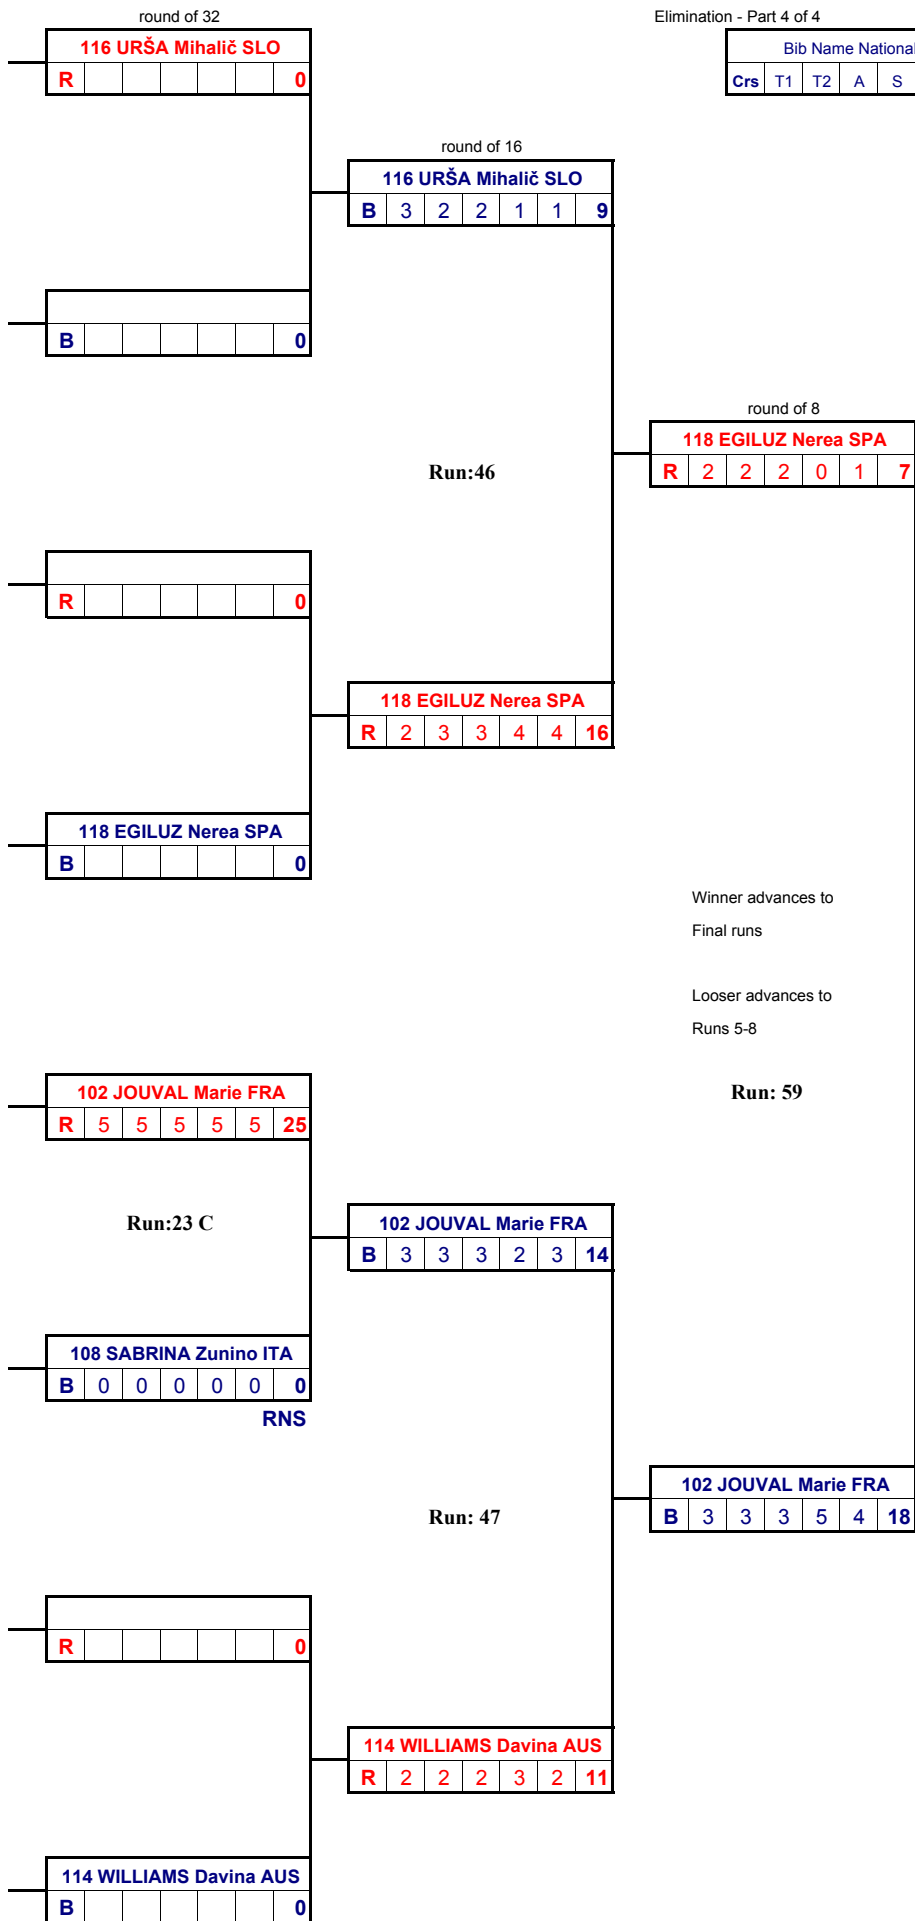 round of 32
Elimination - Part 4 of 4
116 URŠA Mihalič SLO
R 0
Bib Name National
Crs T1 T2 A S
round of 16
116 URŠA Mihalič SLO
B 3 2 2 1 1 9
B 0
round of 8
118 EGILUZ Nerea SPA
R 2 2 2 0 1 7
Run:46
R 0
118 EGILUZ Nerea SPA
R 2 3 3 4 4 16
118 EGILUZ Nerea SPA
B 0
Winner advances to
Final runs
Looser advances to
Runs 5-8
102 JOUVAL Marie FRA
R 5 5 5 5 5 25
Run: 59
Run:23 C
102 JOUVAL Marie FRA
B 3 3 3 2 3 14
108 SABRINA Zunino ITA
B 0 0 0 0 0 0
RNS
102 JOUVAL Marie FRA
B 3 3 3 5 4 18
Run: 47
R 0
114 WILLIAMS Davina AUS
R 2 2 2 3 2 11
114 WILLIAMS Davina AUS
B 0